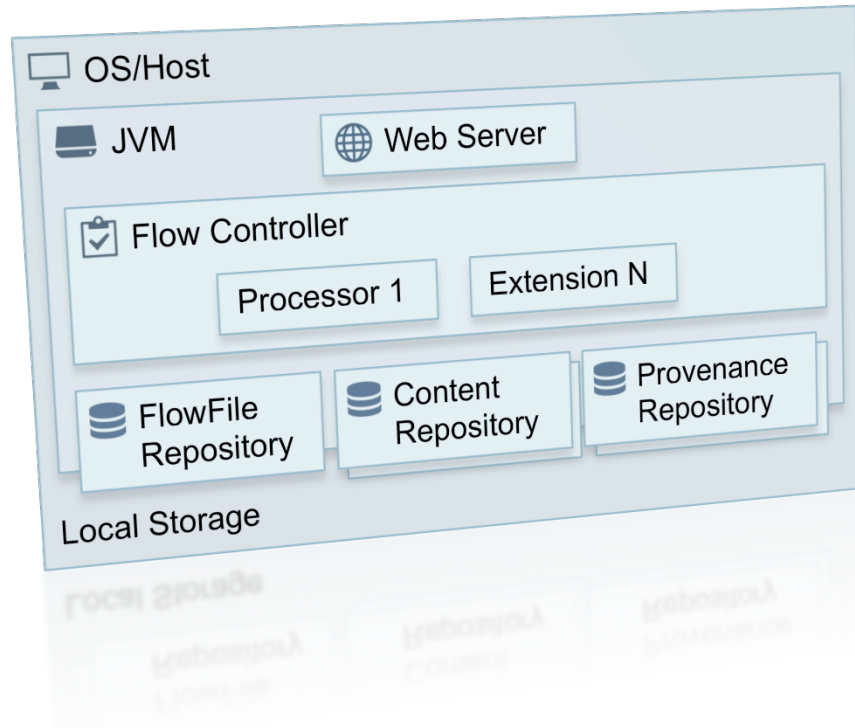 OS/Host
JVM
Web Server
Flow Controller
Processor 1
Extension N
FlowFile
Repository
Content
Repository
Provenance
Repository
Local Storage